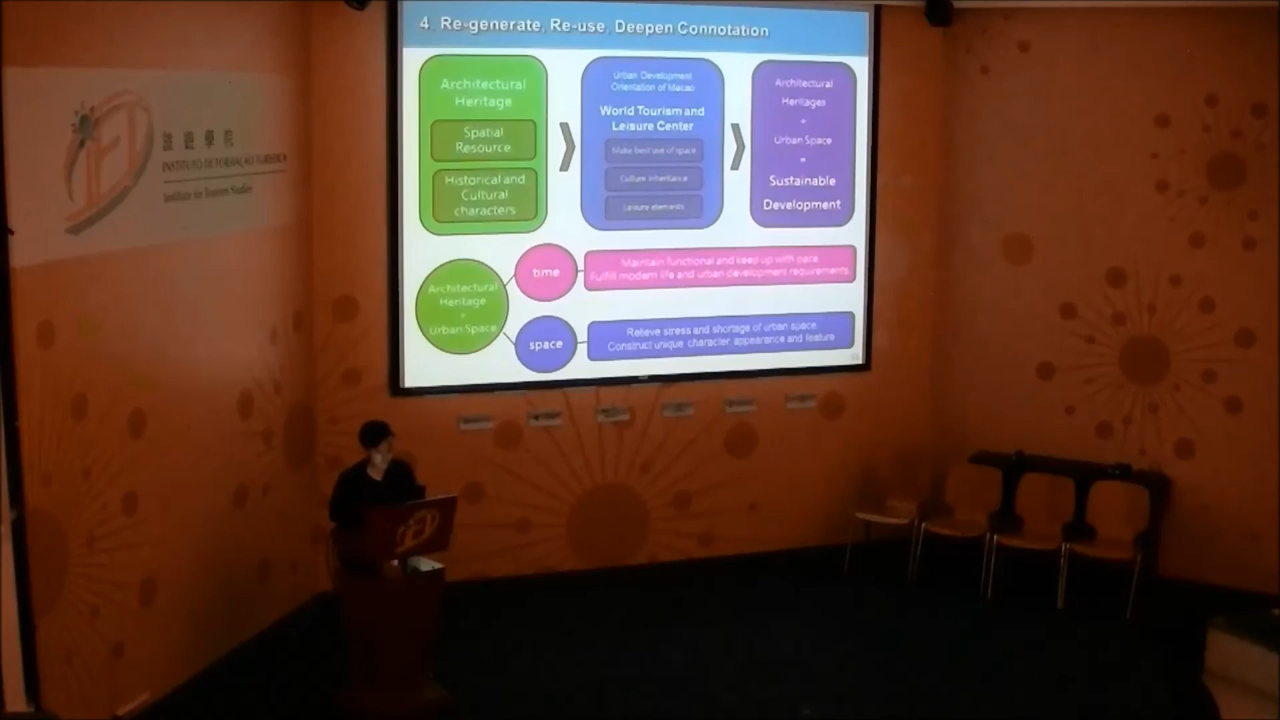 4. Re-generate, Re-use, Deepen Connotation
Architectural
Heritage
Spatial
Resource
Historical and
Cultural
characters
Urban Development
Orientation of Macao
World Tourism and
Leisure Center
Make best use of space
Culture inheritance
Leisure elements
Architectural
Heritages
+
Urban Space
=
Sustainable
Development
Architectural
Heritage
+
Urban Space
time
Maintain functional and keep up with pace.
Fulfill modern life and urban development requirements.
space
Relieve stress and shortage of urban space.
Construct unique character appearance and feature
IFT
旅遊學院
INSTITUTO DE FORMAÇÃO TURÍSTICA
Institute for Tourism Studies
IFT